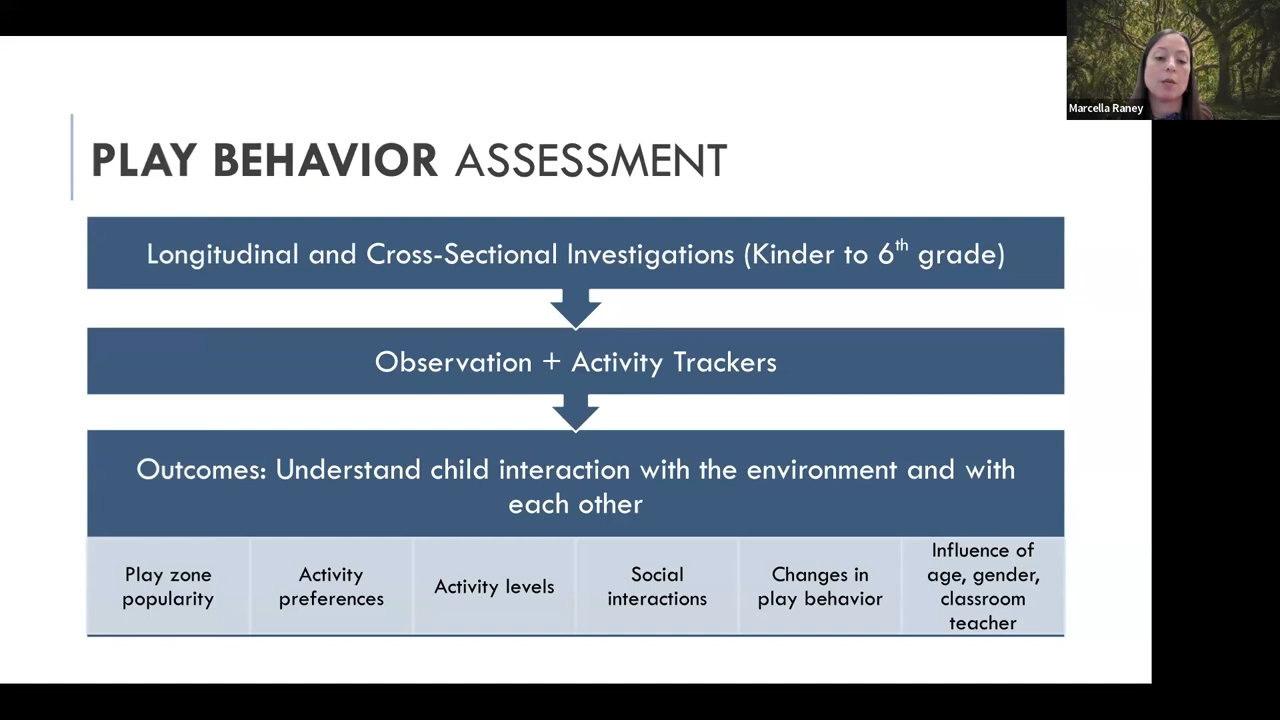 Marcella Raney
PLAY BEHAVIOR ASSESSMENT
Longitudinal and Cross-Sectional Investigations (Kinder to 6th grade)
Observation + Activity Trackers
Outcomes: Understand child interaction with the environment and with
each other
Play zone
popularity
Activity
preferences
Activity levels
Social
interactions
Changes in
play behavior
Influence of
age, gender,
classroom
teacher